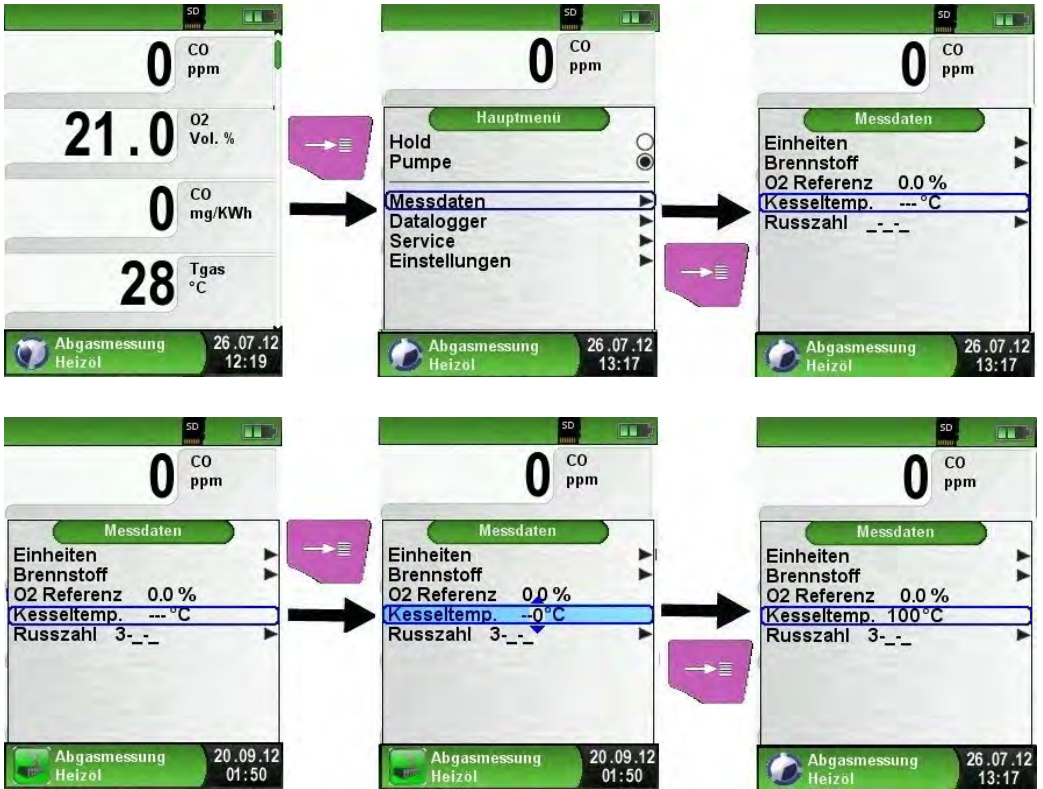 SD
0 CO ppm
21.0 O2 Vol. %
0 CO mg/KWh
28 Tgas °C
Abgasmessung 26.07.12
Heizöl 12:19
SD
0 CO ppm
Hauptmenü
Hold
Pumpe
Messdaten
Datalogger
Service
Einstellungen
Abgasmessung 26.07.12
Heizöl 13:17
SD
0 CO ppm
Messdaten
Einheiten
Brennstoff
O2 Referenz 0.0 %
Kesseltemp. --- °C
Russzahl _-_-_
Abgasmessung 26.07.12
Heizöl 13:17
SD
0 CO ppm
Messdaten
Einheiten
Brennstoff
O2 Referenz 0.0 %
Kesseltemp. --- °C
Russzahl 3-_-_
Abgasmessung 20.09.12
Heizöl 01:50
SD
0 CO ppm
Messdaten
Einheiten
Brennstoff
O2 Referenz 0.0 %
Kesseltemp. --0°C
Russzahl 3-_-_
Abgasmessung 20.09.12
Heizöl 01:50
SD
0 CO ppm
Messdaten
Einheiten
Brennstoff
O2 Referenz 0.0 %
Kesseltemp. 100°C
Russzahl 3-_-_
Abgasmessung 26.07.12
Heizöl 13:17